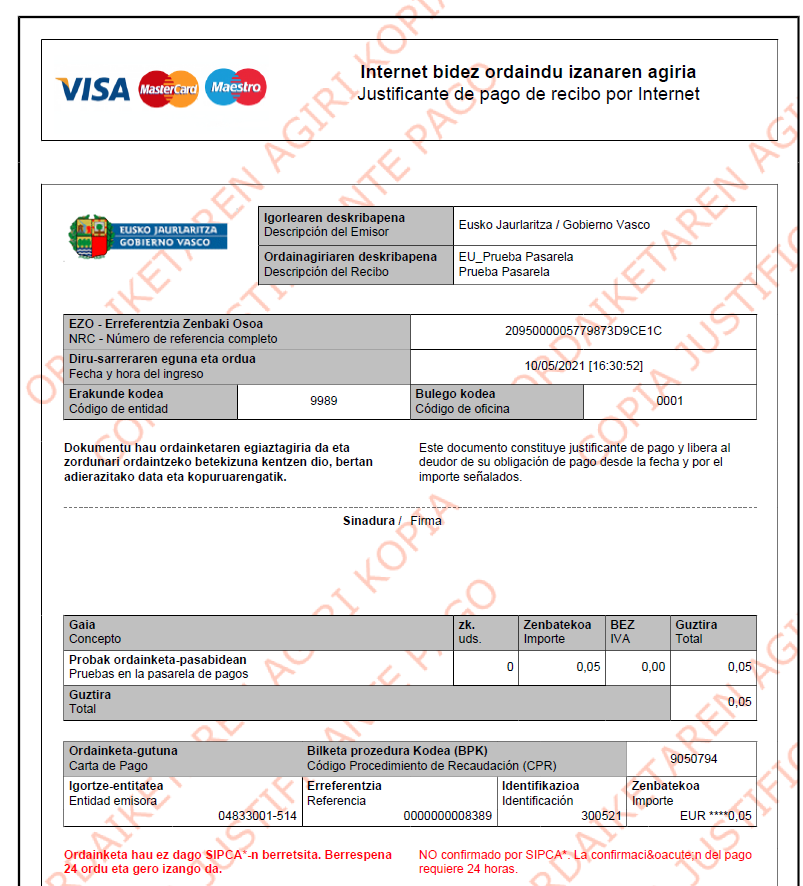 VISA MasterCard Maestro
Internet bidez ordaindu izanaren agiria
Justificante de pago de recibo por Internet
EUSKO JAURLARITZA
GOBIERNO VASCO
Igorlearen deskribapena
Descripción del Emisor
Eusko Jaurlaritza / Gobierno Vasco
Ordainagiriaren deskribapena
Descripción del Recibo
EU_Prueba Pasarela
Prueba Pasarela
EZO - Erreferentzia Zenbaki Osoa
NRC - Número de referencia completo
2095000005779873D9CE1C
Diru-sarreraren eguna eta ordua
Fecha y hora del ingreso
10/05/2021 [16:30:52]
Erakunde kodea
Código de entidad
9989
Bulego kodea
Código de oficina
0001
Dokumentu hau ordainketaren egiaztagiria da eta
zordunari ordaintzeko betekizuna kentzen dio, bertan
adierazitako data eta kopuruarengatik.
Este documento constituye justificante de pago y libera al
deudor de su obligación de pago desde la fecha y por el
importe señalados.
Sinadura / Firma
Gaia
Concepto
zk.
uds.
Zenbatekoa
Importe
BEZ
IVA
Guztira
Total
Probak ordainketa-pasabidean
Pruebas en la pasarela de pagos
0
0,05
0,00
0,05
Guztira
Total
0,05
Ordainketa-gutuna
Carta de Pago
Bilketa prozedura Kodea (BPK)
Código Procedimiento de Recaudación (CPR)
9050794
Igortze-entitatea
Entidad emisora
04833001-514
Erreferentzia
Referencia
0000000008389
Identifikazioa
Identificación
300521
Zenbatekoa
Importe
EUR ****0,05
Ordainketa hau ez dago SIPCA*-n berretsita. Berrespena
24 ordu eta gero izango da.
NO confirmado por SIPCA*. La confirmaci&oacute;n del pago
requiere 24 horas.
ORDAIKETAREN AGIRI KOPIA
COPIA JUSTIFICANTE PAGO